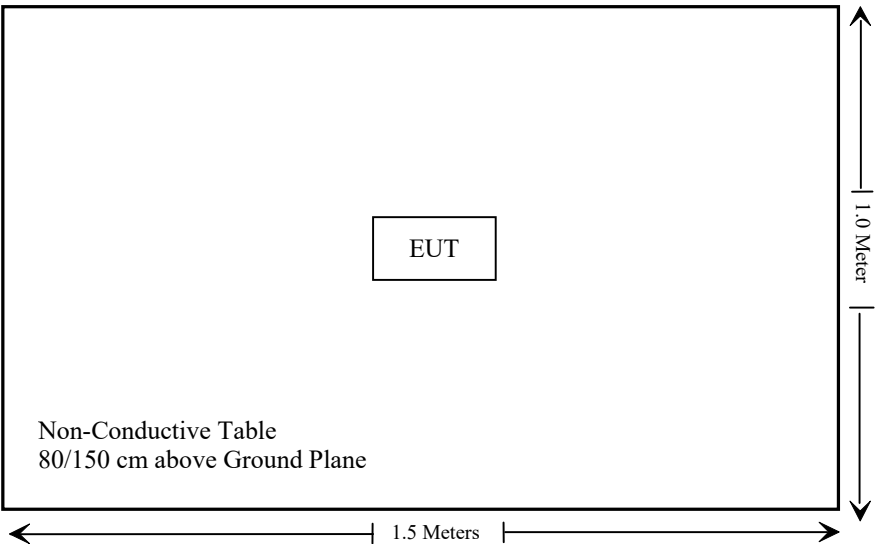 EUT
1.0 Meter
Non-Conductive Table
80/150 cm above Ground Plane
1.5 Meters